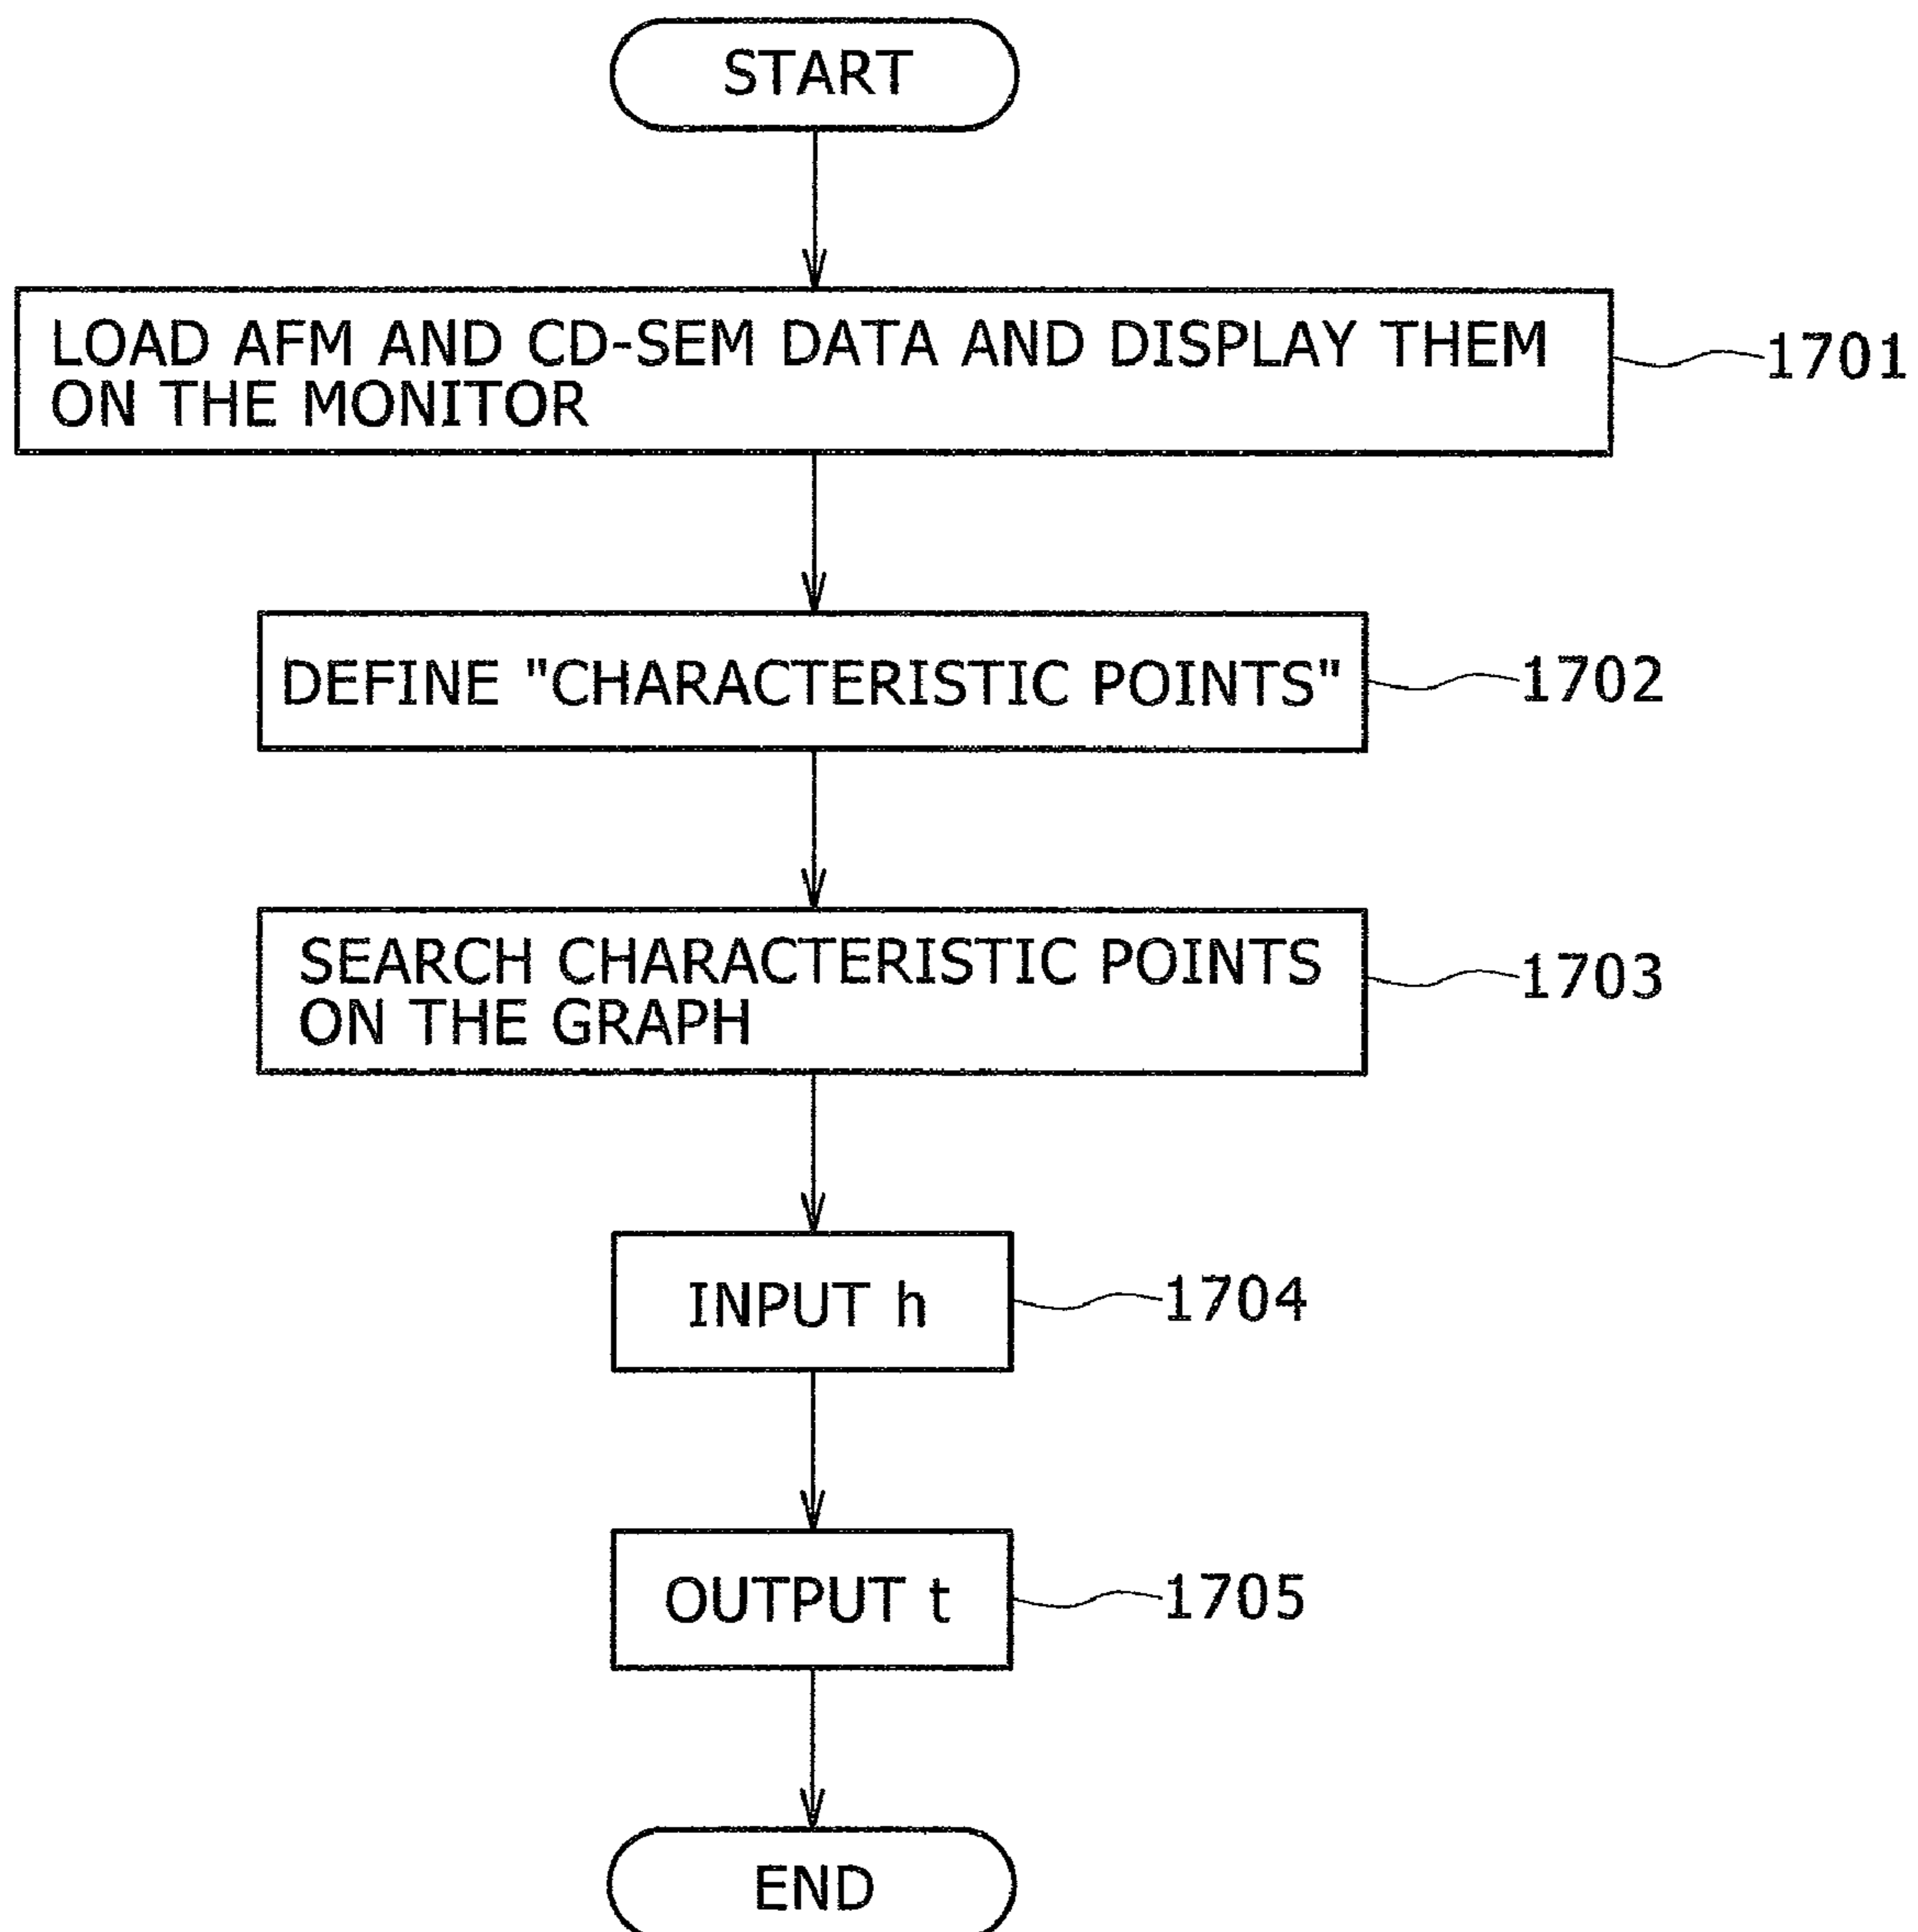 START
LOAD AFM AND CD-SEM DATA AND DISPLAY THEM
ON THE MONITOR
1701
DEFINE "CHARACTERISTIC POINTS"
1702
SEARCH CHARACTERISTIC POINTS
ON THE GRAPH
1703
INPUT h
1704
OUTPUT t
1705
END